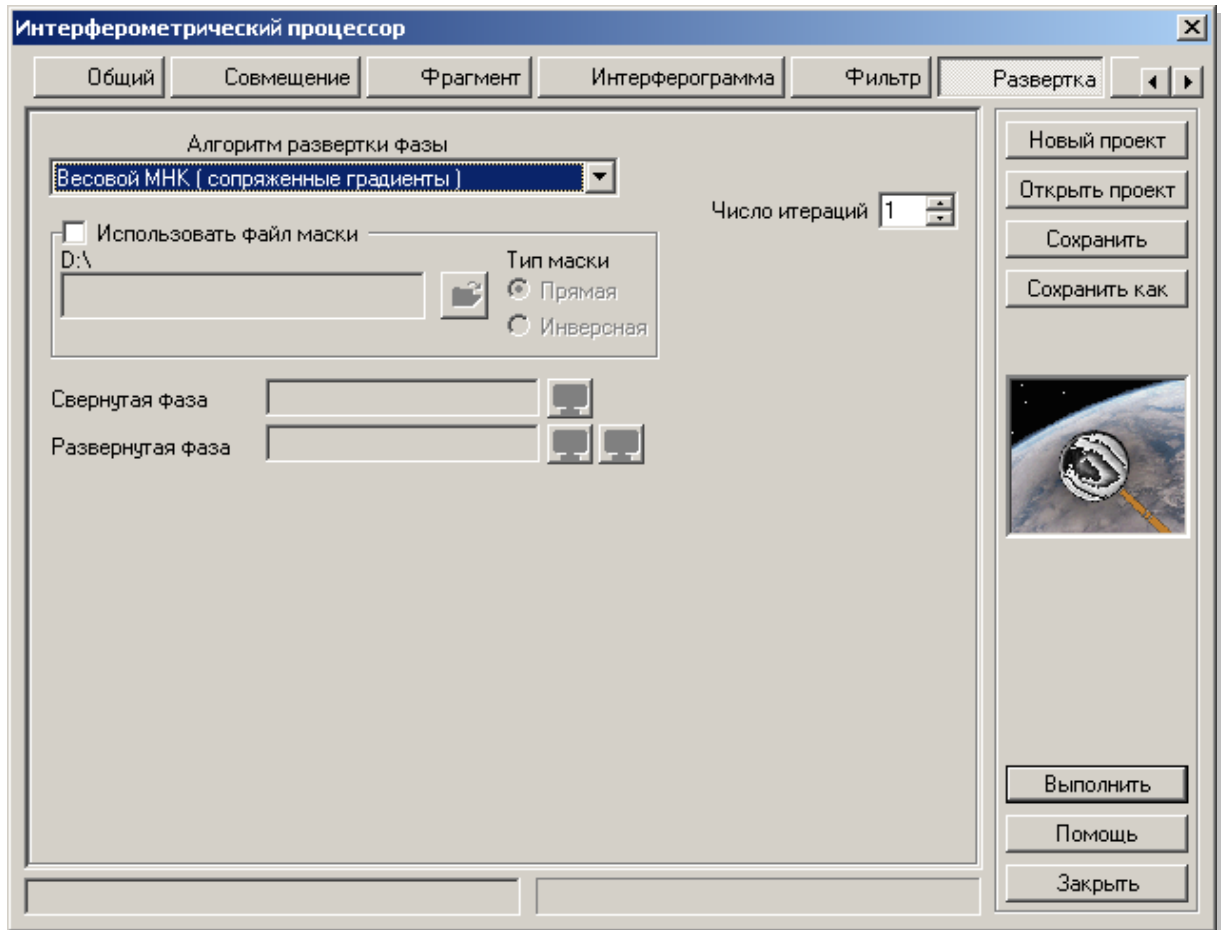 Интерферометрический процессор
Общий Совмещение Фрагмент Интерферограмма Фильтр Развертка
Алгоритм развертки фазы
Весовой МНК ( сопряженные градиенты )
Число итераций 1
Использовать файл маски
D:\
Тип маски
Прямая
Инверсная
Свернутая фаза
Развернутая фаза
Новый проект
Открыть проект
Сохранить
Сохранить как
Выполнить
Помощь
Закрыть